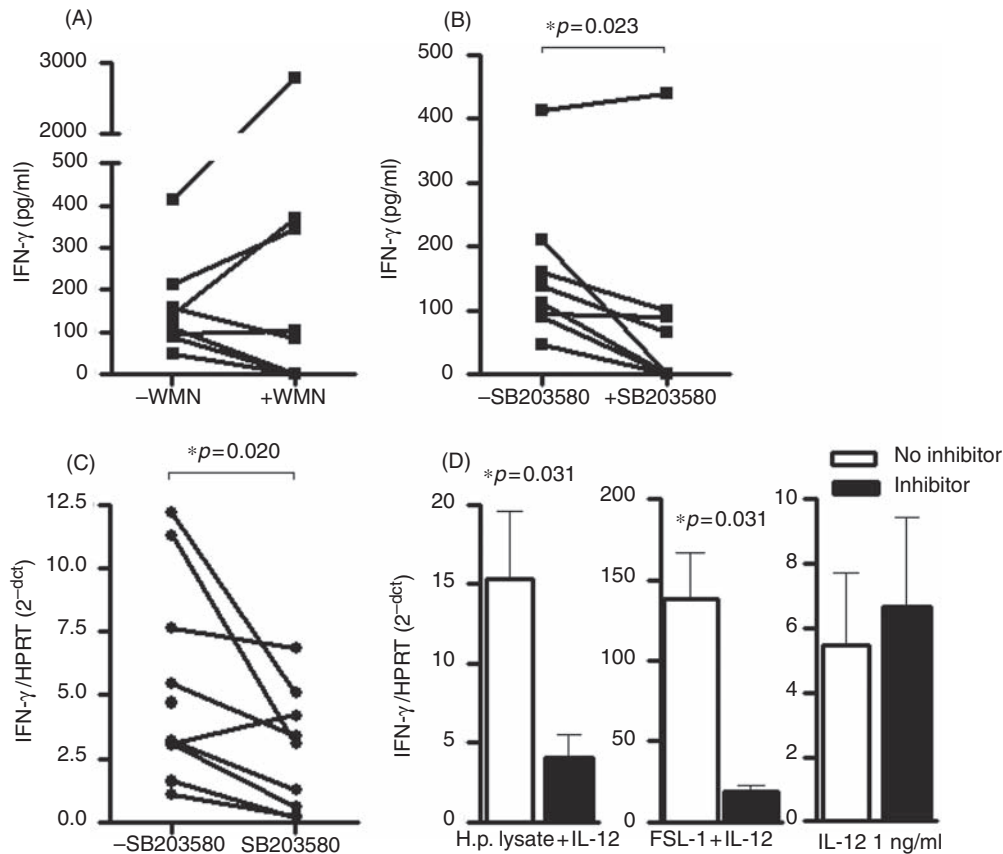 (A)
3000
2000
500
400
300
200
100
0
IFN-γ (pg/ml)
–WMN
+WMN
(B)
*p=0.023
500
400
300
200
100
0
IFN-γ (pg/ml)
–SB203580
+SB203580
(C)
*p=0.020
12.5
10.0
7.5
5.0
2.5
0.0
IFN-γ/HPRT (2–dct)
–SB203580
SB203580
(D)
No inhibitor
Inhibitor
*p=0.031
20
15
10
5
0
IFN-γ/HPRT (2–dct)
H.p. lysate+IL-12
200
*p=0.031
150
100
50
0
FSL-1+IL-12
10
8
6
4
2
0
IL-12 1 ng/ml